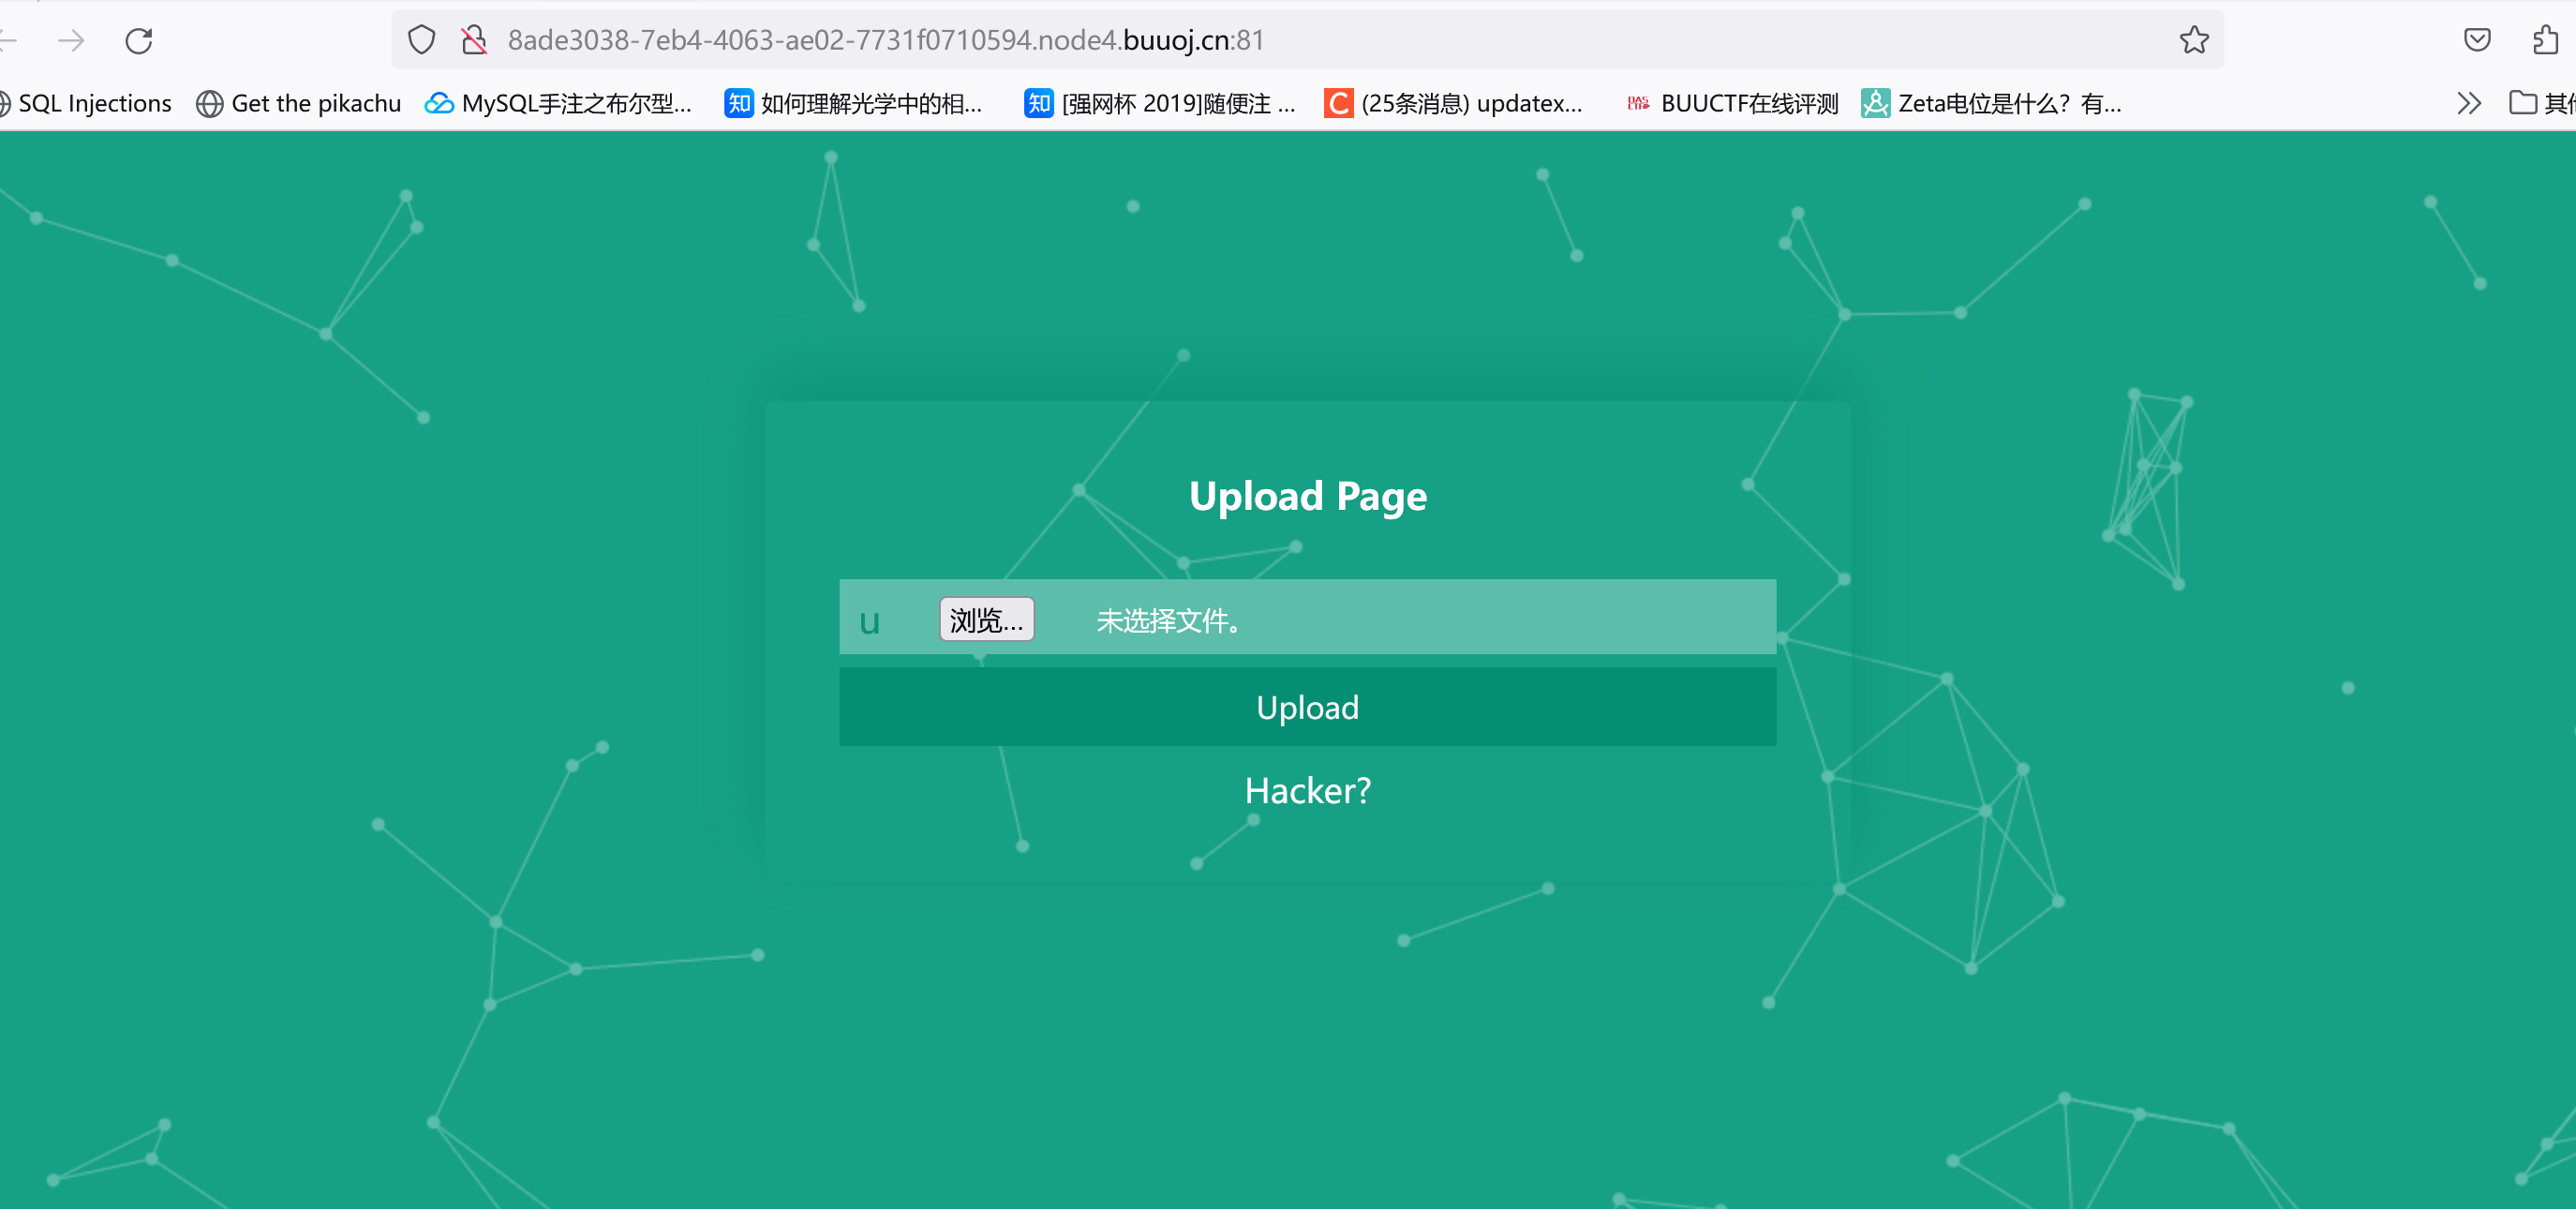 8ade3038-7eb4-4063-ae02-7731f0710594.node4.buuoj.cn:81
SQL Injections
Get the pikachu
MySQL手注之布尔型...
知 如何理解光学中的相...
知 [强网杯 2019]随便注 ...
C (25条消息) updatex...
BUUCTF在线评测
Zeta电位是什么？有...
Upload Page
u
浏览...
未选择文件。
Upload
Hacker?